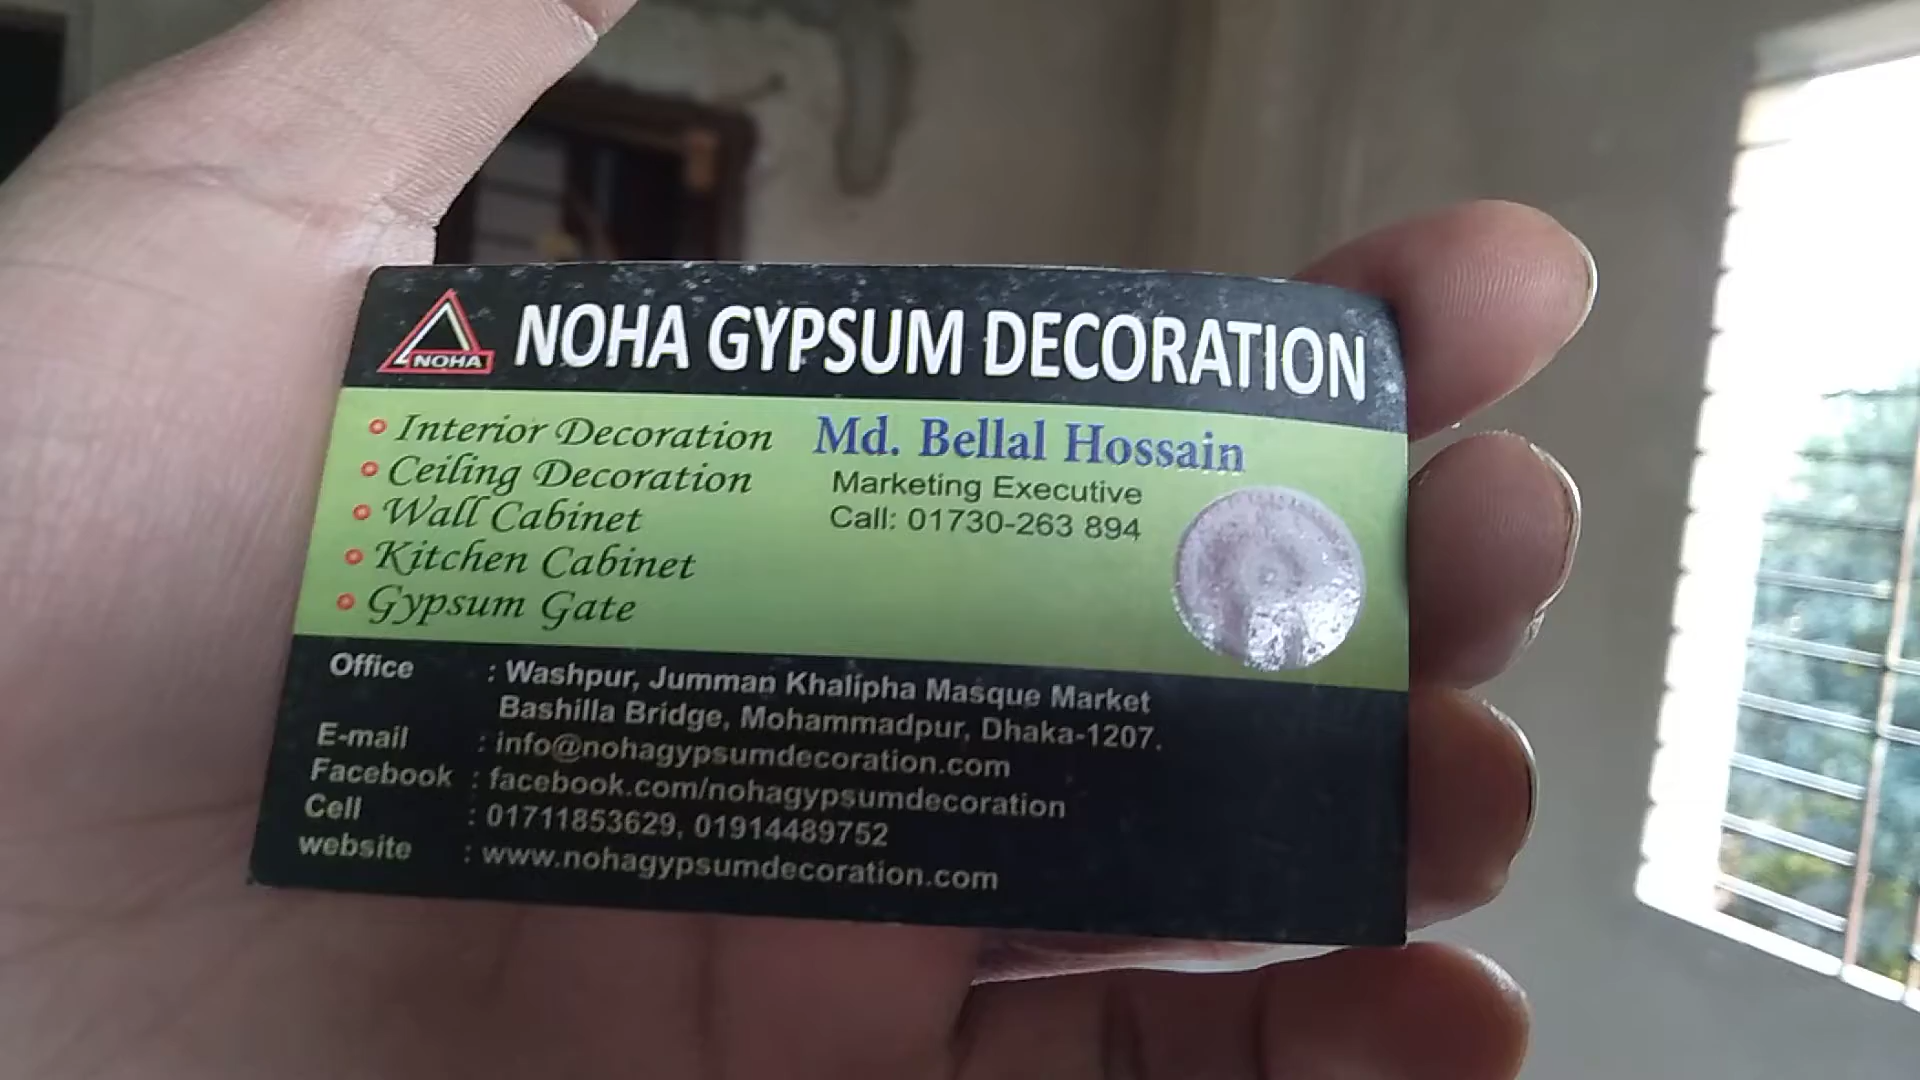 NOHA
NOHA GYPSUM DECORATION
Interior Decoration
Ceiling Decoration
Wall Cabinet
Kitchen Cabinet
Gypsum Gate
Md. Bellal Hossain
Marketing Executive
Call: 01730-263 894
Office : Washpur, Jumman Khalipha Masque Market
Bashilla Bridge, Mohammadpur, Dhaka-1207.
E-mail : info@nohagypsumdecoration.com
Facebook : facebook.com/nohagypsumdecoration
Cell : 01711853629, 01914489752
website : www.nohagypsumdecoration.com